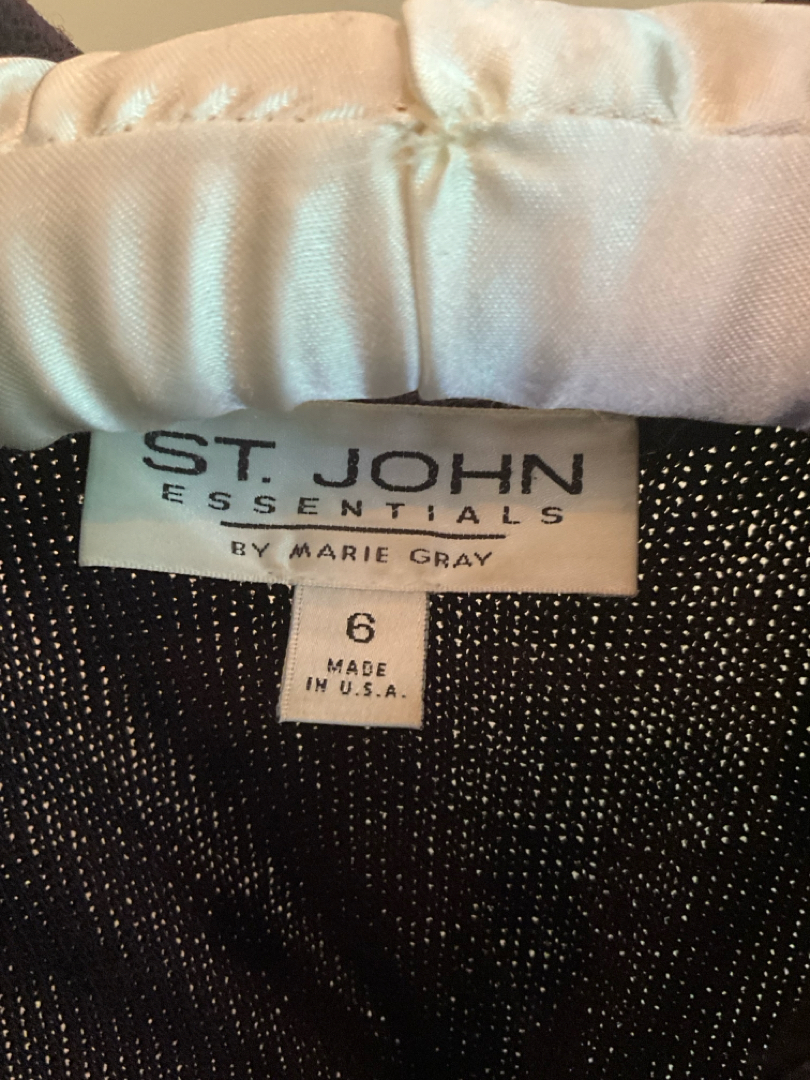 ST. JOHN
ESSENTIALS
BY MARIE GRAY
6
MADE
IN U.S.A.